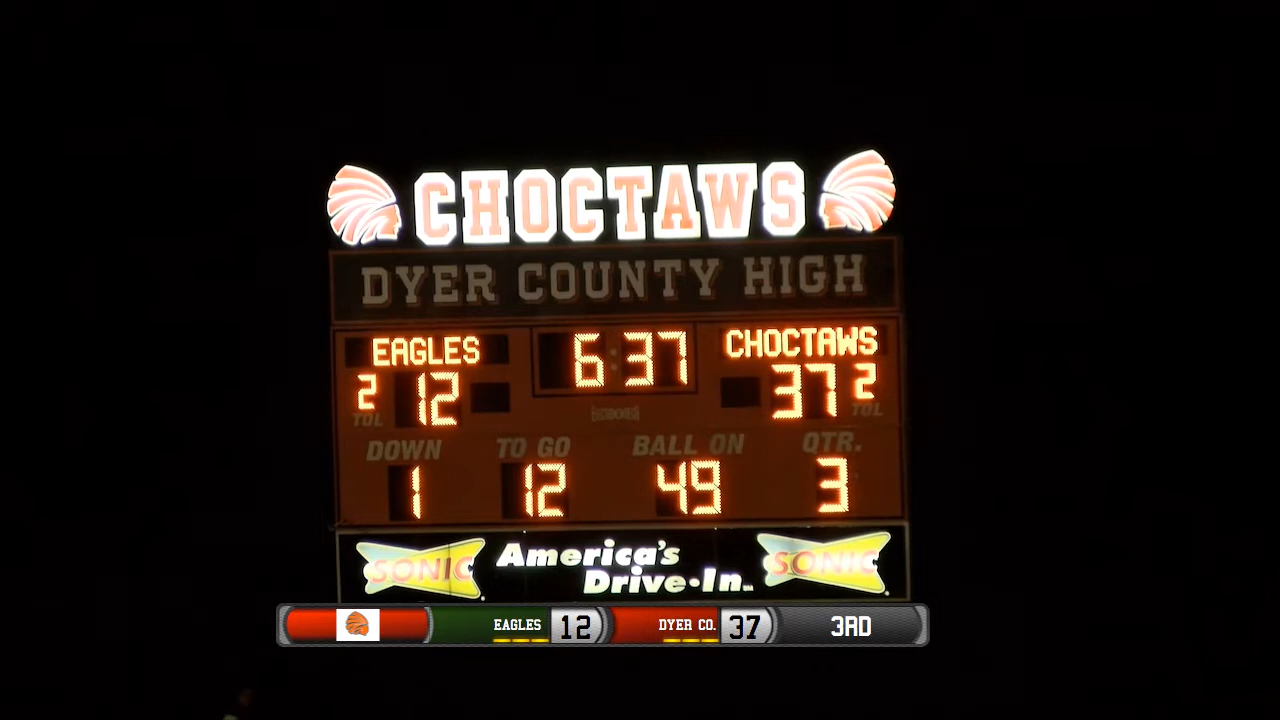 CHOCTAWS
DYER COUNTY HIGH
EAGLES 6:37 CHOCTAWS
2 12 37 2
TOL TOL
DOWN TO GO BALL ON QTR.
1 12 49 3
SONIC America's SONIC
Drive-In
EAGLES 12 DYER CO. 37 3RD